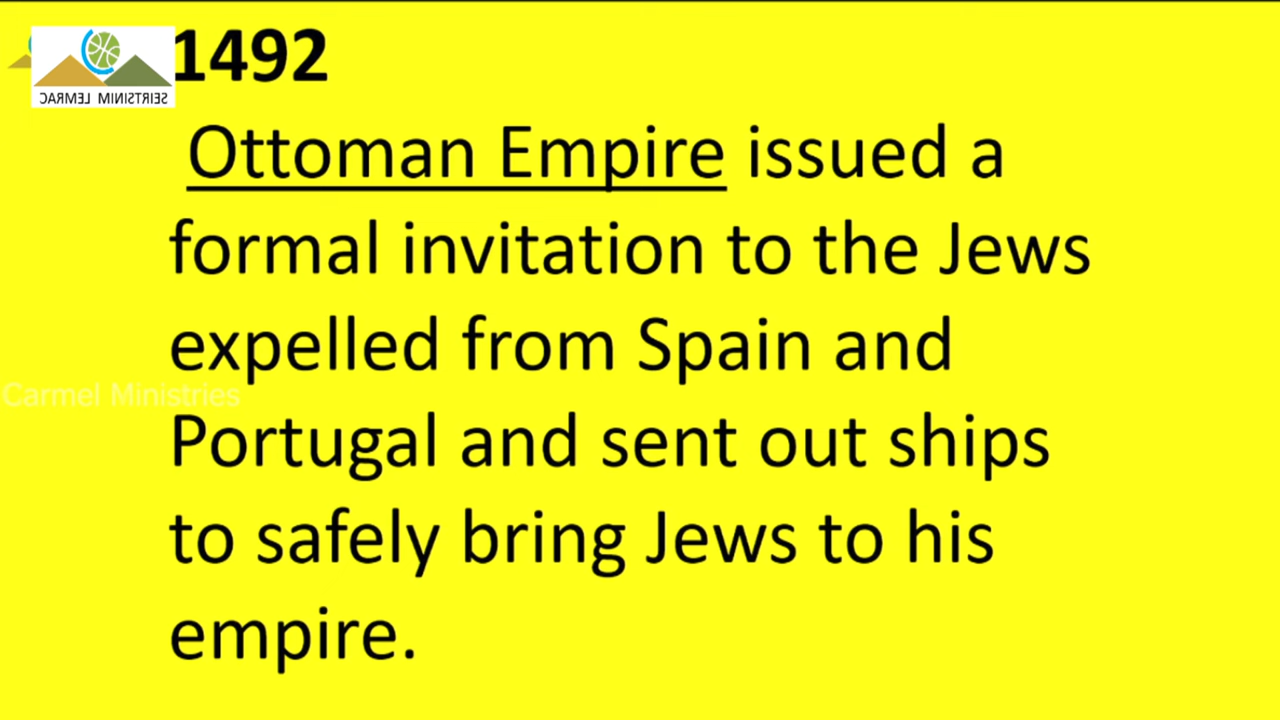 1492
Ottoman Empire issued a
formal invitation to the Jews
expelled from Spain and
Portugal and sent out ships
to safely bring Jews to his
empire.
CARMEL MINISTRIES
Carmel Ministries